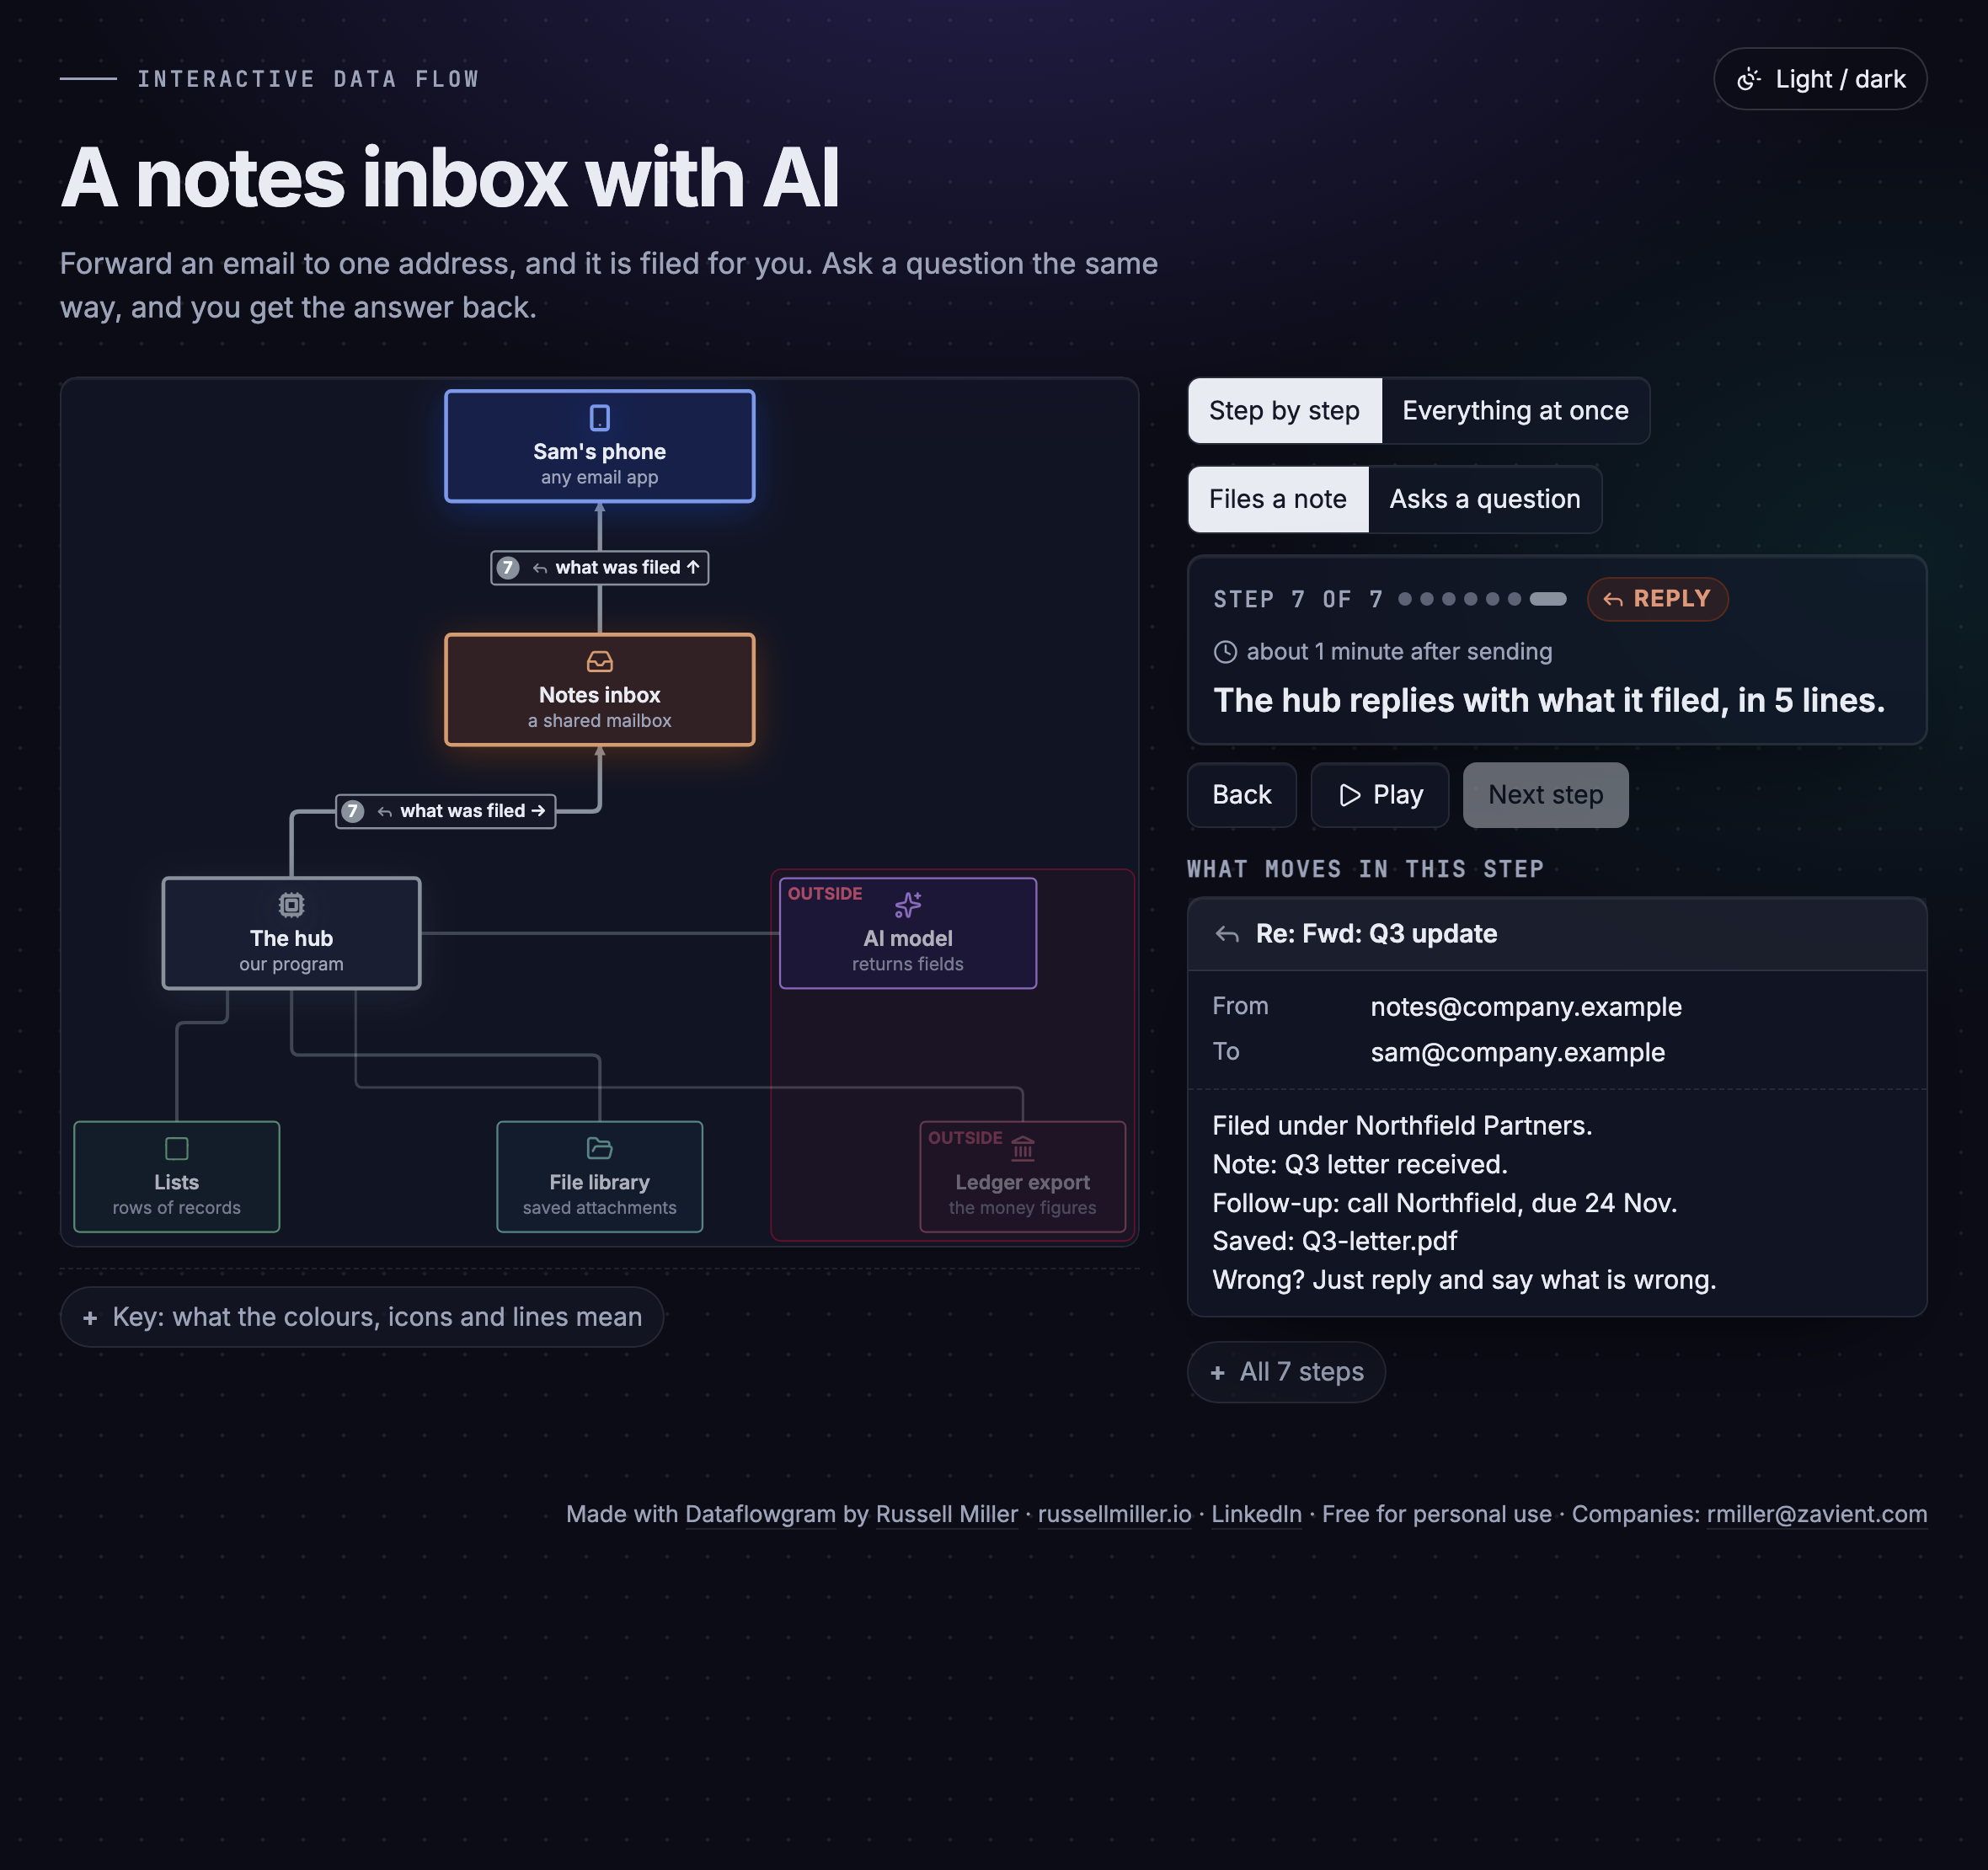 INTERACTIVE DATA FLOW
Light / dark
A notes inbox with AI
Forward an email to one address, and it is filed for you. Ask a question the same
way, and you get the answer back.
Sam's phone
any email app
7 what was filed ↑
Notes inbox
a shared mailbox
7 what was filed →
The hub
our program
OUTSIDE
AI model
returns fields
Lists
rows of records
File library
saved attachments
OUTSIDE
Ledger export
the money figures
+ Key: what the colours, icons and lines mean
Step by step
Everything at once
Files a note
Asks a question
STEP 7 OF 7
REPLY
about 1 minute after sending
The hub replies with what it filed, in 5 lines.
Back
Play
Next step
WHAT MOVES IN THIS STEP
Re: Fwd: Q3 update
From notes@company.example
To sam@company.example
Filed under Northfield Partners.
Note: Q3 letter received.
Follow-up: call Northfield, due 24 Nov.
Saved: Q3-letter.pdf
Wrong? Just reply and say what is wrong.
+ All 7 steps
Made with Dataflowgram by Russell Miller · russellmiller.io · LinkedIn · Free for personal use · Companies: rmiller@zavient.com